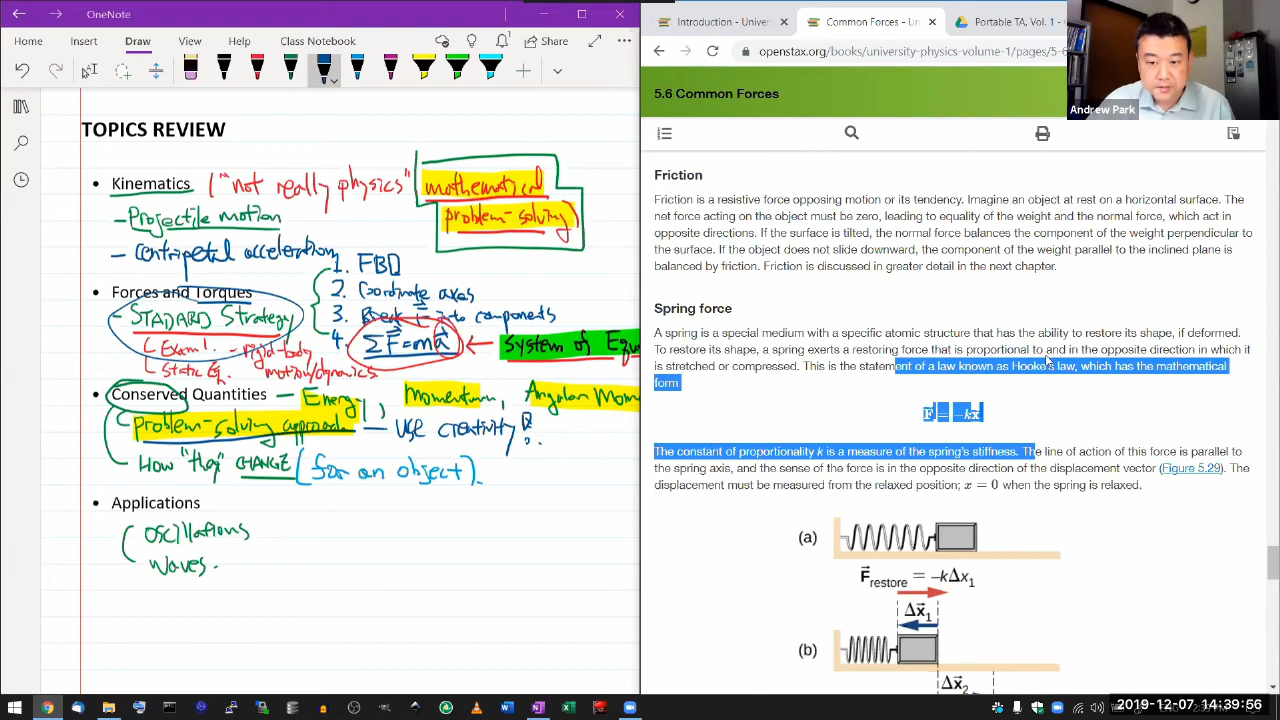 OneNote
Home Insert Draw View Help Class Notebook Share
TOPICS REVIEW
• Kinematics ("not really physics" mathematical
problem-solving)
- Projectile motion
- centripetal acceleration
1. FBD
• Forces and Torques
2. Coordinate axes
- STADARD Strategy
3. Break F into components
4. ΣF = ma ← System of Equ
Exam 1. - rigid-body
motion/dynamics
Static Eq.
• Conserved Quantities - Energy, Momentum, Angular Mom
problem-solving approach - USE creativity
How "they" CHANGE (for an object).
• Applications
Oscillations
Waves.
Introduction - Univer
Common Forces - Un
Portable TA, Vol. 1 -
openstax.org/books/university-physics-volume-1/pages/5-6
5.6 Common Forces
Andrew Park
Friction
Friction is a resistive force opposing motion or its tendency. Imagine an object at rest on a horizontal surface. The
net force acting on the object must be zero, leading to equality of the weight and the normal force, which act in
opposite directions. If the surface is tilted, the normal force balances the component of the weight perpendicular to
the surface. If the object does not slide downward, the component of the weight parallel to the inclined plane is
balanced by friction. Friction is discussed in greater detail in the next chapter.
Spring force
A spring is a special medium with a specific atomic structure that has the ability to restore its shape, if deformed.
To restore its shape, a spring exerts a restoring force that is proportional to and in the opposite direction in which it
is stretched or compressed. This is the statement of a law known as Hooke's law, which has the mathematical
form
F = −kx
The constant of proportionality k is a measure of the spring's stiffness. The line of action of this force is parallel to
the spring axis, and the sense of the force is in the opposite direction of the displacement vector (Figure 5.29). The
displacement must be measured from the relaxed position; x = 0 when the spring is relaxed.
(a)
F restore = −kΔx₁
Δx₁
(b)
Δx₂
2019-12-07 14:39:56